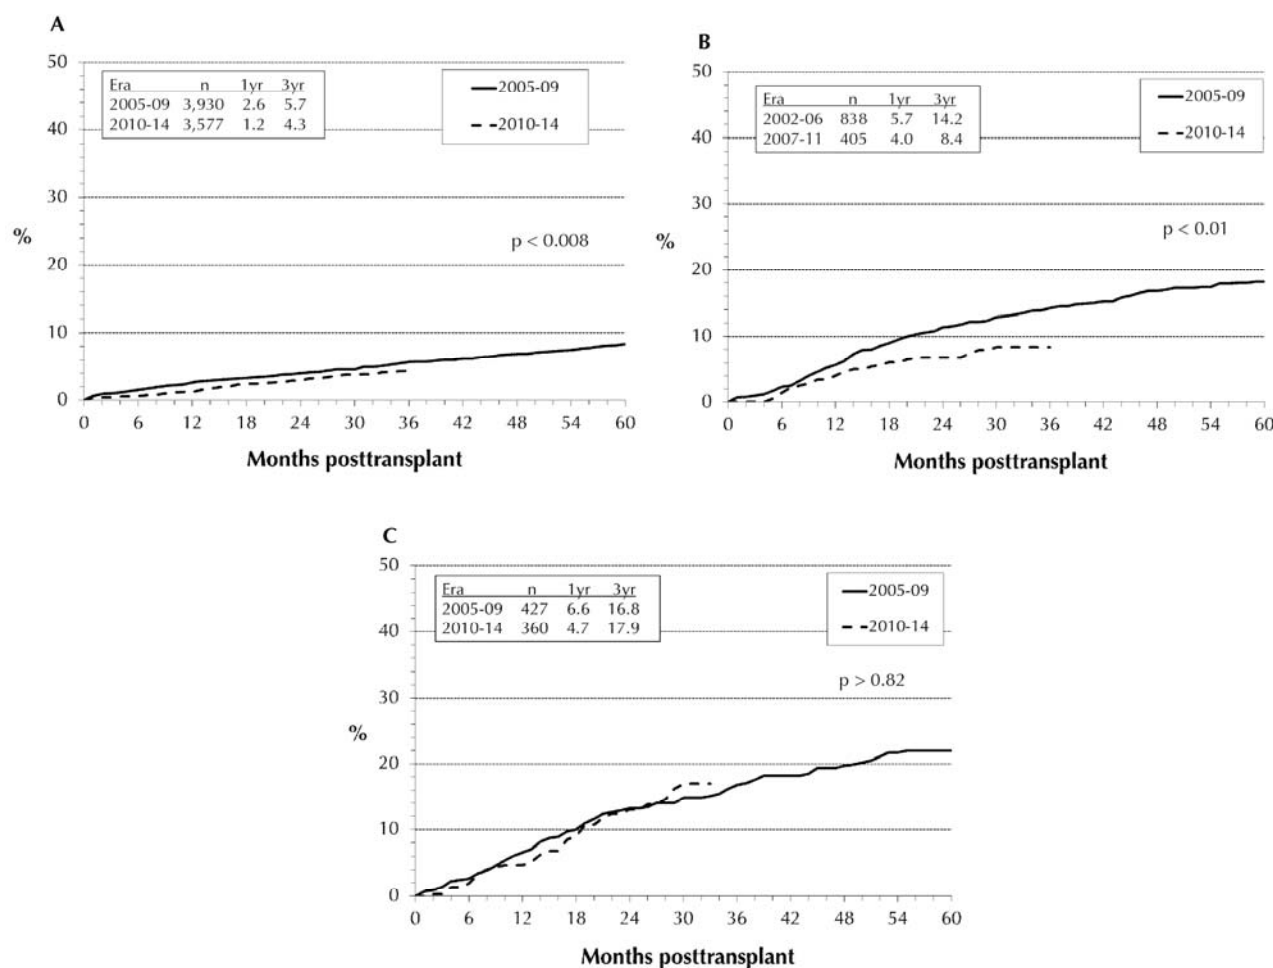 A
50
40
30
20
10
0
%
Era n 1yr 3yr
2005-09 3,930 2.6 5.7
2010-14 3,577 1.2 4.3
2005-09
2010-14
p < 0.008
0 6 12 18 24 30 36 42 48 54 60
Months posttransplant
B
50
40
30
20
10
0
%
Era n 1yr 3yr
2002-06 838 5.7 14.2
2007-11 405 4.0 8.4
2005-09
2010-14
p < 0.01
0 6 12 18 24 30 36 42 48 54 60
Months posttransplant
C
50
40
30
20
10
0
%
Era n 1yr 3yr
2005-09 427 6.6 16.8
2010-14 360 4.7 17.9
2005-09
2010-14
p > 0.82
0 6 12 18 24 30 36 42 48 54 60
Months posttransplant